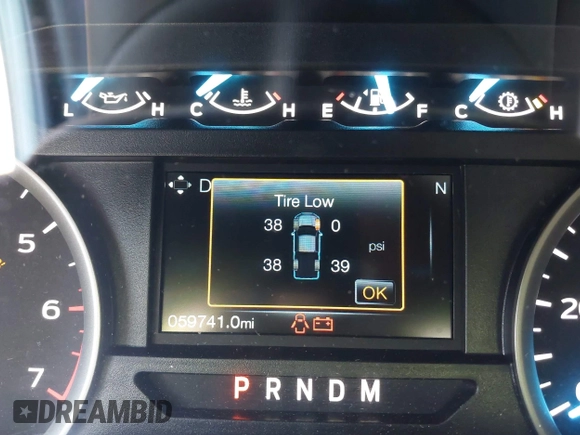 L H C H E F C H
D N
Tire Low
38 0
psi
38 39
OK
059741.0mi
5
6
7
20
P R N D M
DREAMBID